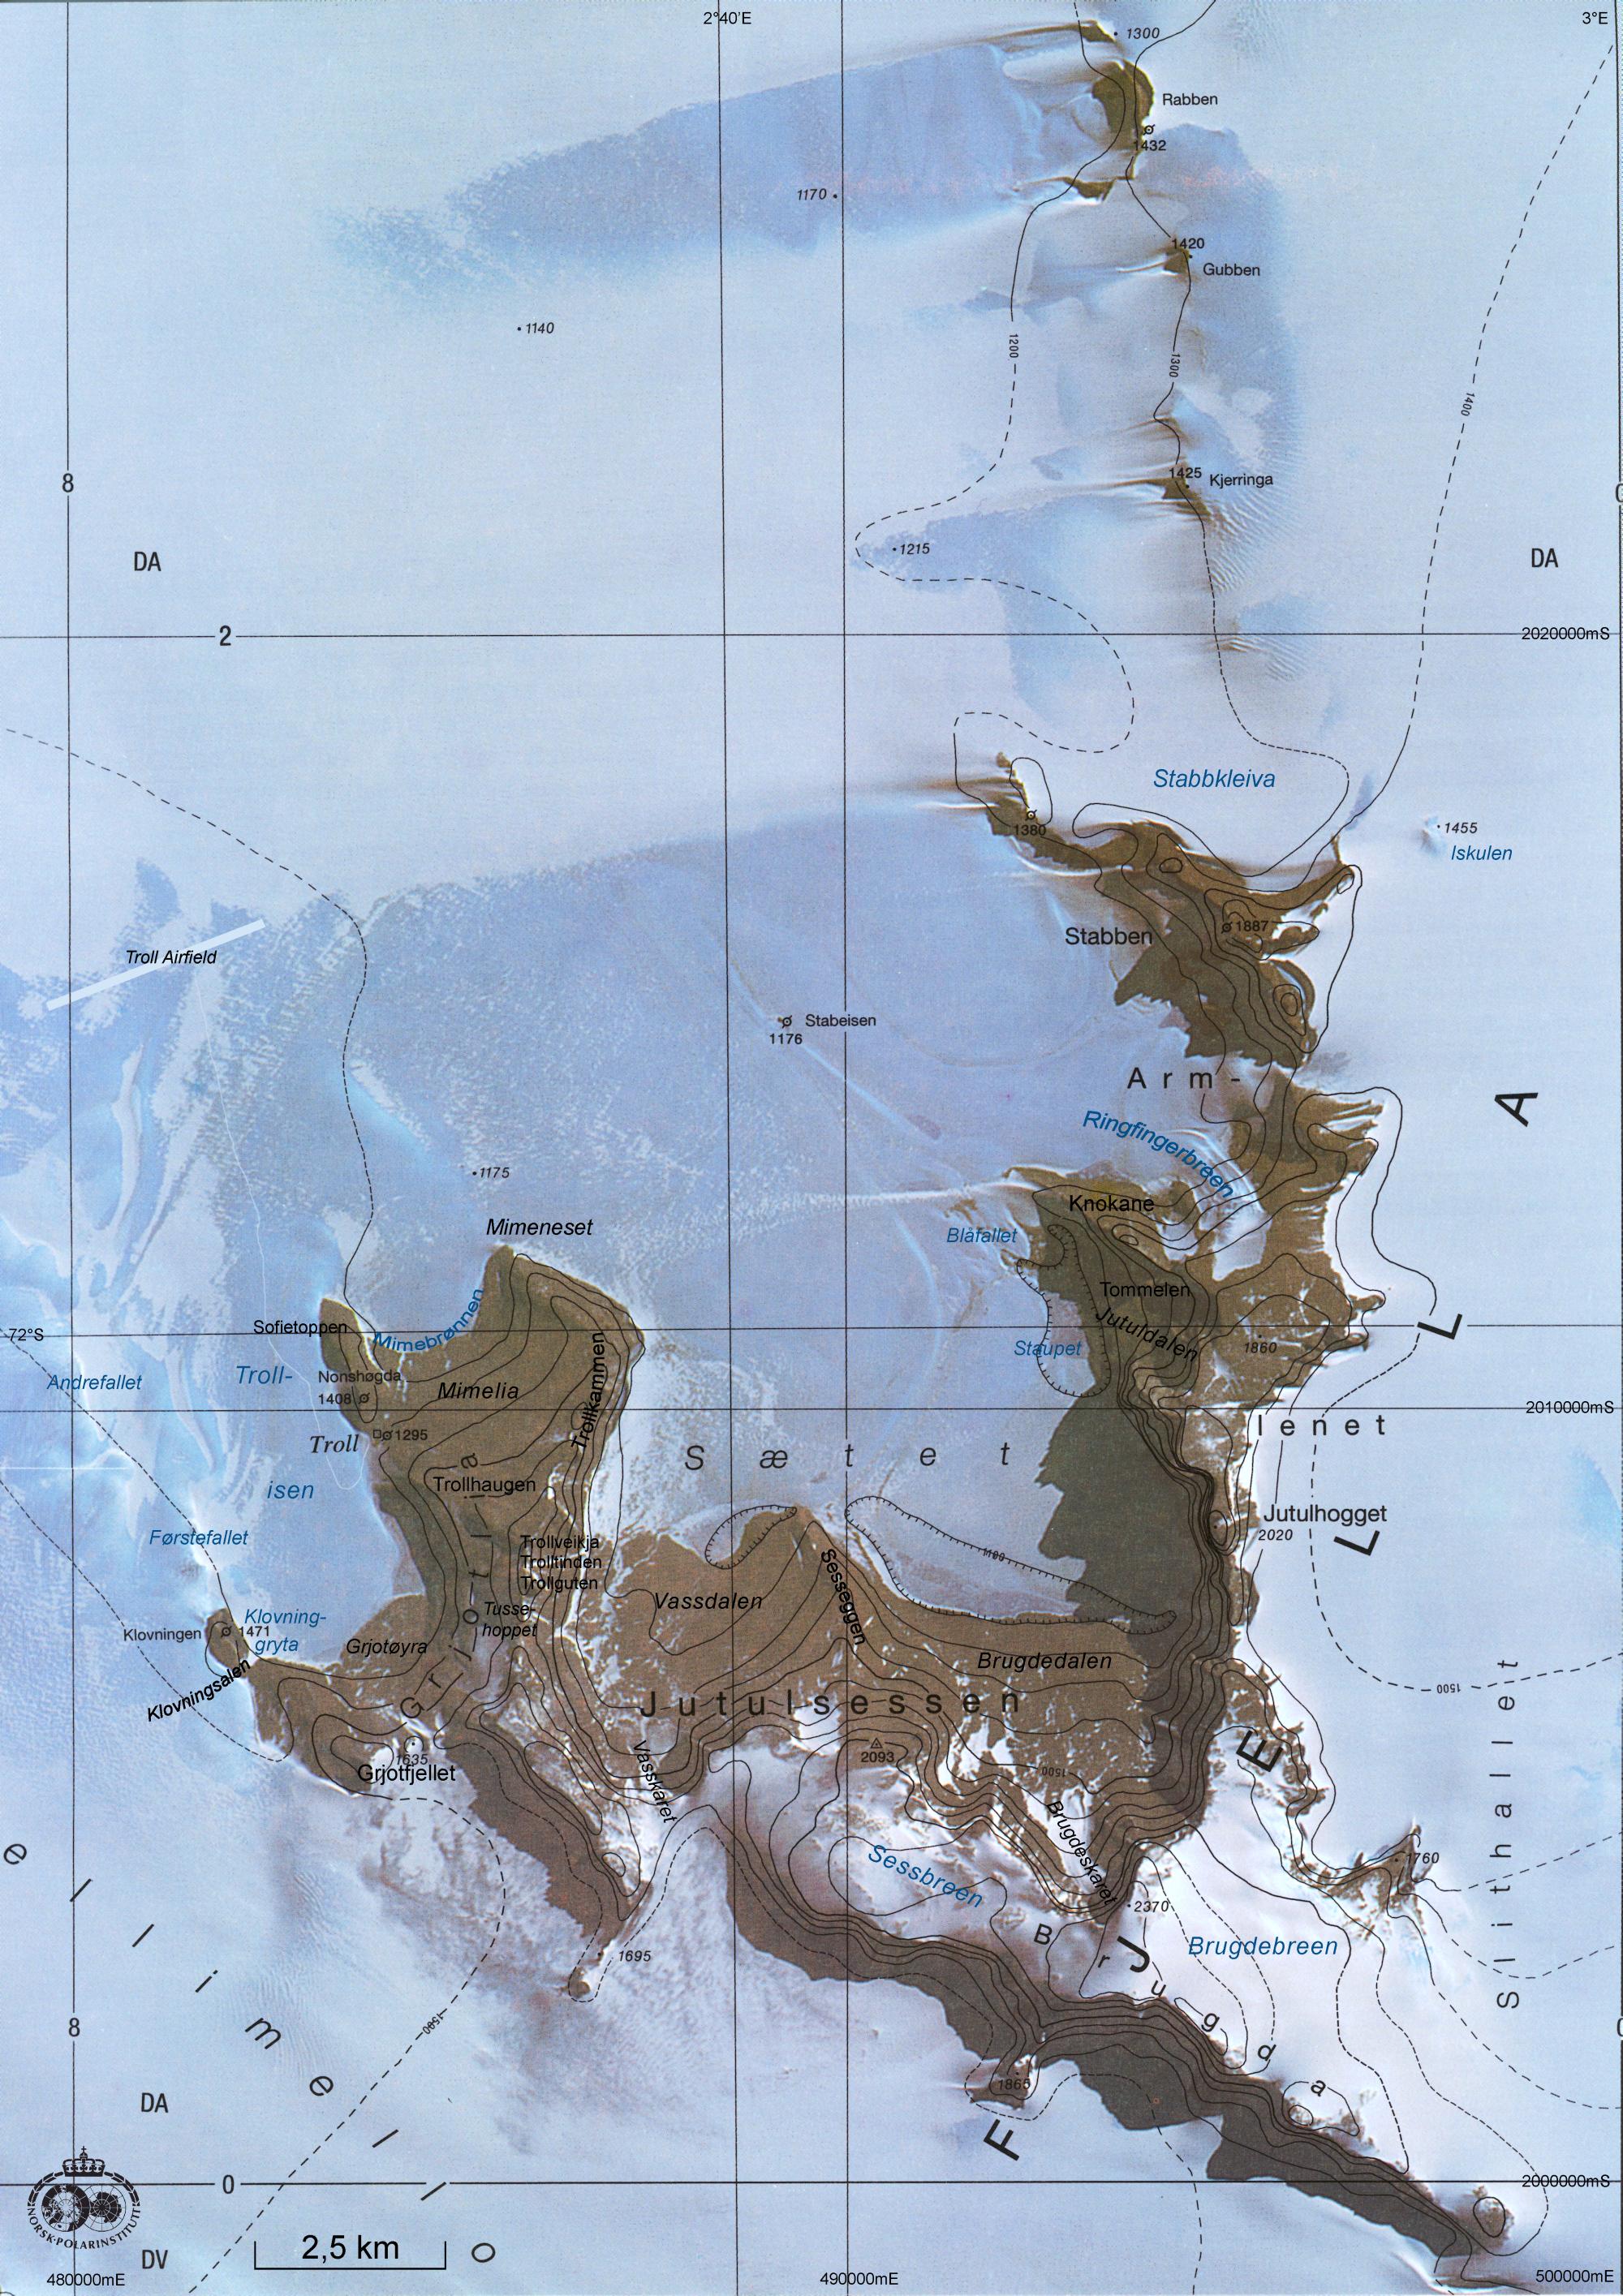 2°40'E
3°E
1300
Rabben
1432
1170
1420
Gubben
1140
1200
1300
1400
1425
Kjerringa
8
1215
DA
DA
2
2020000mS
Stabbkleiva
1380
1455
Iskulen
1887
Stabben
Troll Airfield
Stabeisen
1176
Arm-
A
Ringfingerbreen
1175
Knokane
Mimeneset
Blåfallet
Tommelen
Jutuldalen
L
Sofietoppen
Mimebrønnen
72°S
Staupet
1860
Trollkammen
Andrefallet
Troll-
Nonshøgda
1408
Mimelia
2010000mS
lenet
Troll
1295
Sætet
Trollhaugen
isen
Jutulhogget
2020
L
Førstefallet
Trollveikja
Trolltinden
Trollguten
1400
Sesseggen
Vassdalen
Tusse-
hoppet
Klovning-
gryta
Klovningen
1471
Grjotøyra
Grjotlia
Brugdedalen
Klovningsalen
Jutulsessen
1500
Slithallet
E
2093
1635
Grjotfjellet
Vasskaret
1500
Brugdeskaret
Sessbreen
1760
2370
Brugda
J
Brugdebreen
1695
ø
l
l
i
m
e
l
l
o
1500
8
1865
DA
F
0
2000000mS
NORSK·POLARINSTITUTT
2,5 km
DV
480000mE
490000mE
500000mE